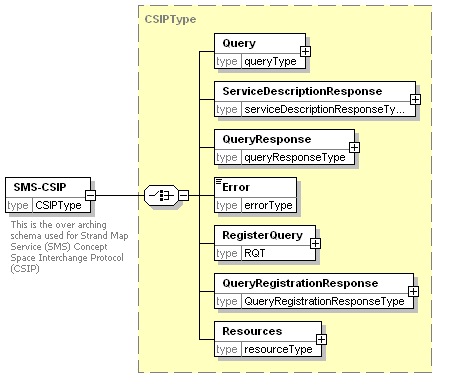 CSIPType
Query
type queryType
ServiceDescriptionResponse
type serviceDescriptionResponseTy...
QueryResponse
type queryResponseType
SMS-CSIP
type CSIPType
This is the over arching
schema used for Strand Map
Service (SMS) Concept
Space Interchange Protocol
(CSIP)
Error
type errorType
RegisterQuery
type RQT
QueryRegistrationResponse
type QueryRegistrationResponseType
Resources
type resourceType